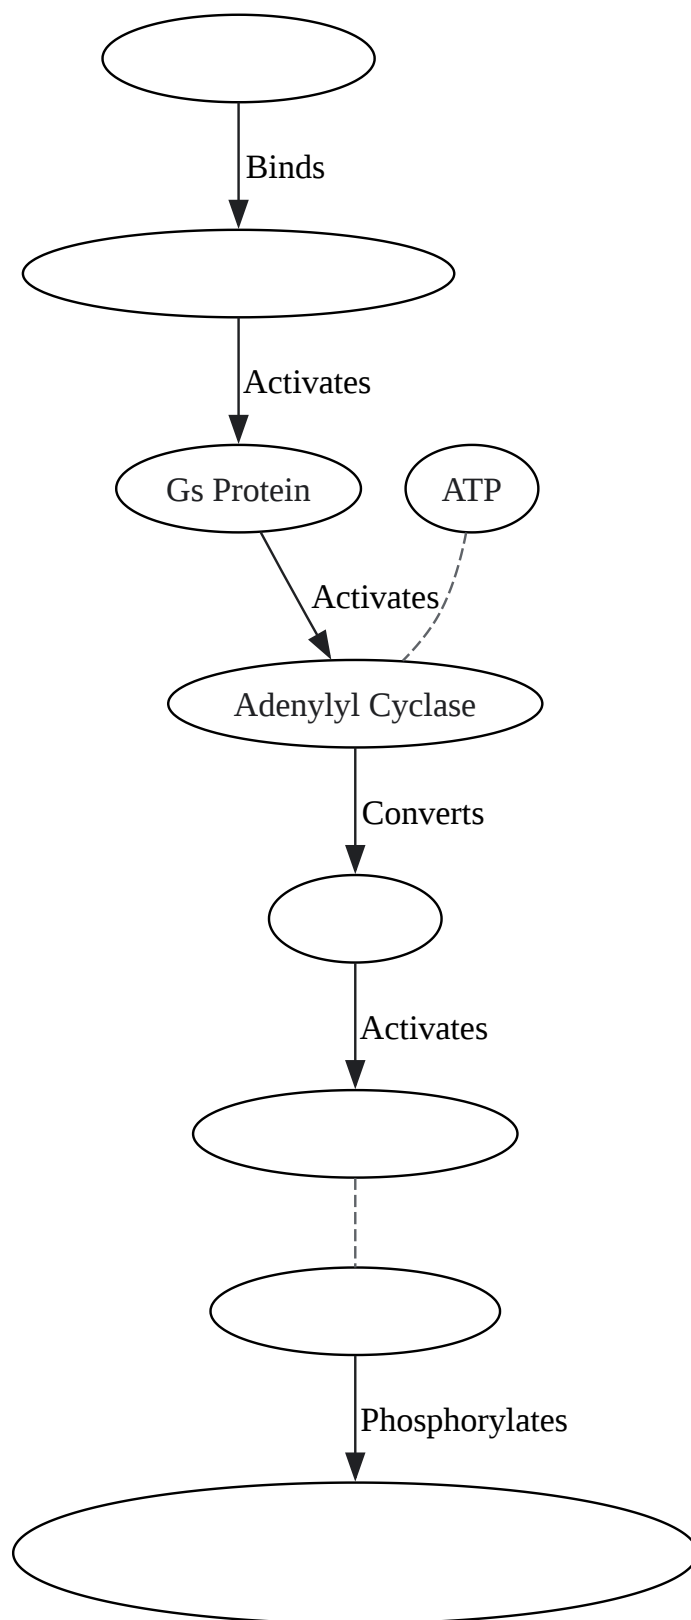 Binds
Activates
Gs Protein
ATP
Activates
Adenylyl Cyclase
Converts
Activates
Phosphorylates